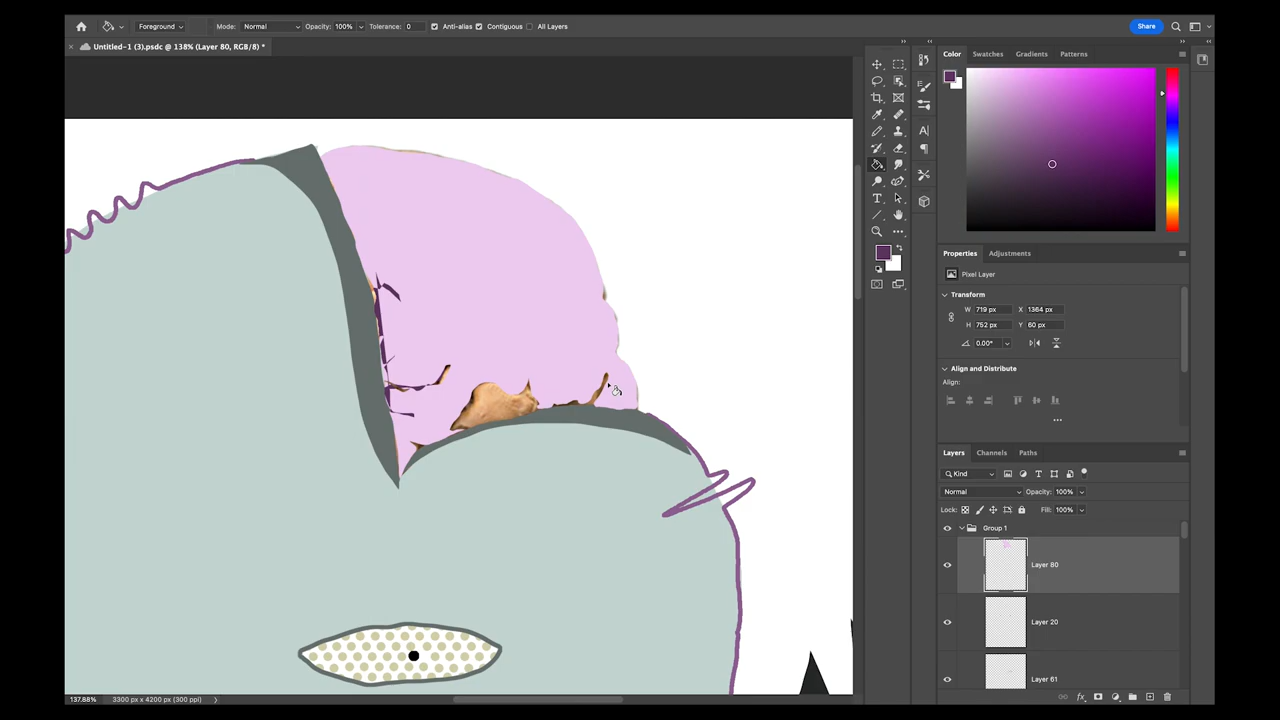 Foreground Mode: Normal Opacity: 100% Tolerance: 0 Anti-alias Contiguous All Layers Share
× Untitled-1 (3).psdc @ 138% (Layer 80, RGB/8) *
Color Swatches Gradients Patterns
Properties Adjustments
Pixel Layer
Transform
W 719 px X 1364 px
H 752 px Y 60 px
0.00°
Align and Distribute
Align:
Layers Channels Paths
Kind
Normal Opacity: 100%
Lock: Fill: 100%
Group 1
Layer 80
Layer 20
Layer 61
137.88% 3300 px x 4200 px (300 ppi)